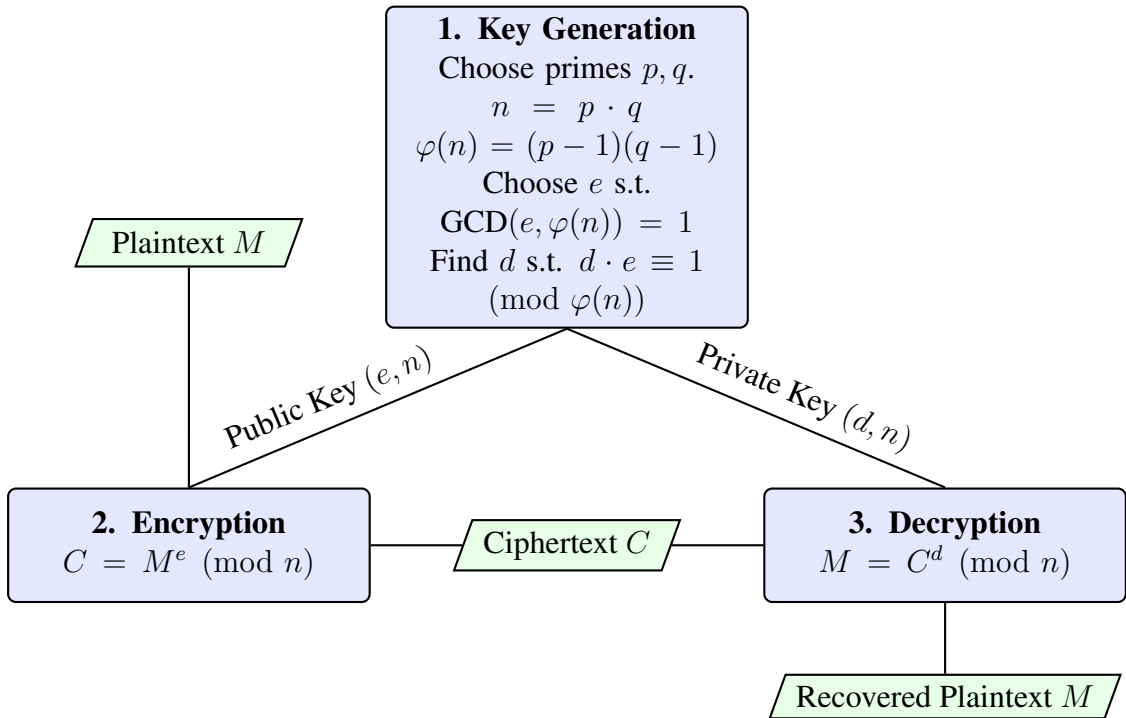 1. Key Generation
Choose primes p, q.
n = p · q
φ(n) = (p − 1)(q − 1)
Choose e s.t.
GCD(e, φ(n)) = 1
Find d s.t. d · e ≡ 1
(mod φ(n))
Plaintext M
Public Key (e, n)
Private Key (d, n)
2. Encryption
C = M^e (mod n)
Ciphertext C
3. Decryption
M = C^d (mod n)
Recovered Plaintext M